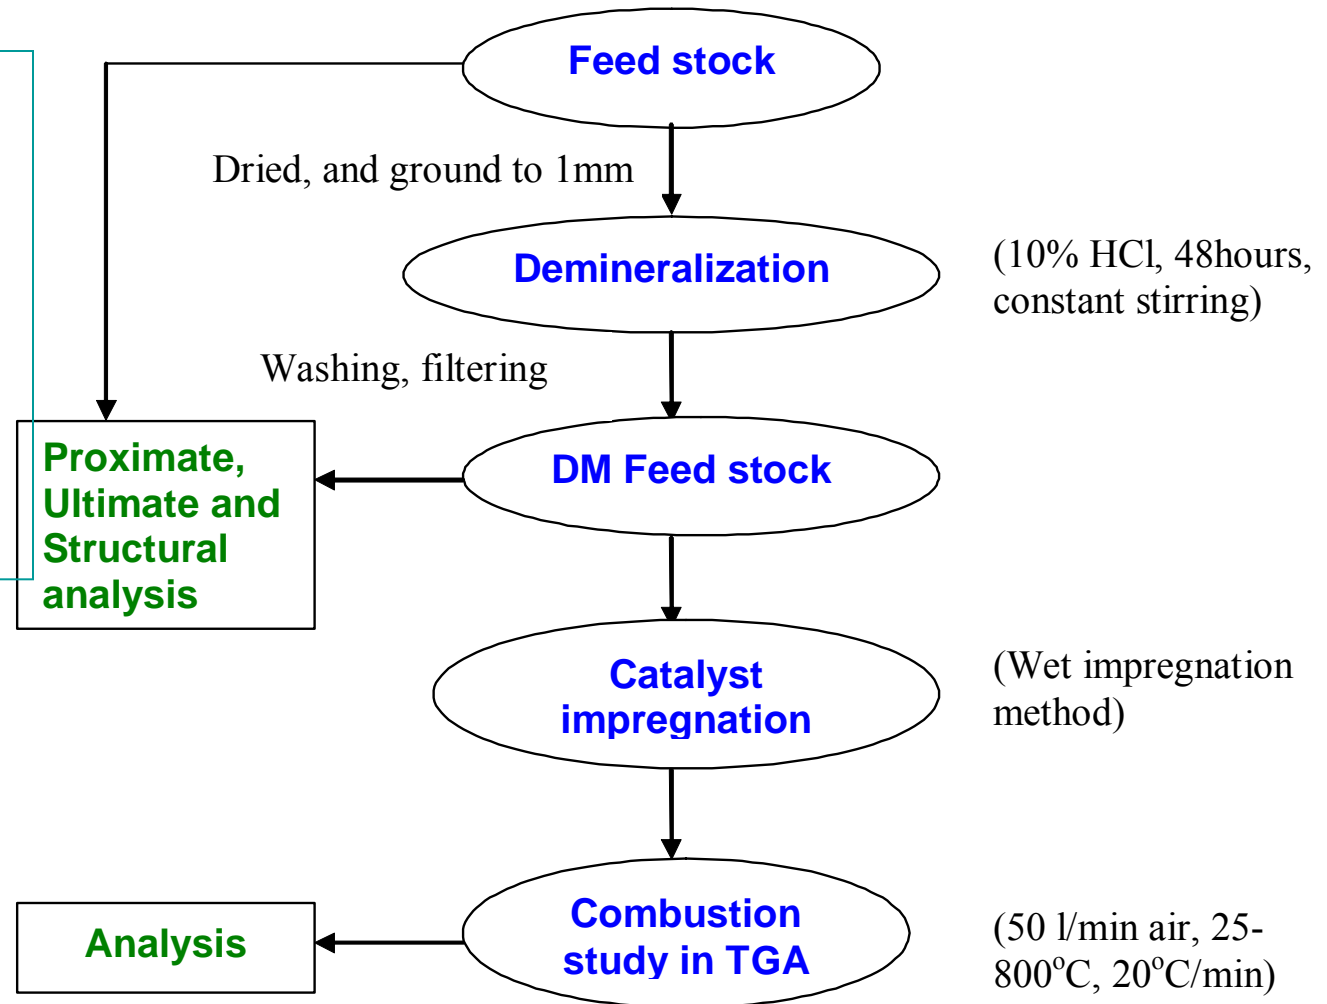 Feed stock
Dried, and ground to 1mm
Demineralization
(10% HCl, 48hours,
constant stirring)
Washing, filtering
Proximate,
Ultimate and
Structural
analysis
DM Feed stock
Catalyst
impregnation
(Wet impregnation
method)
Analysis
Combustion
study in TGA
(50 l/min air, 25-
800°C, 20°C/min)